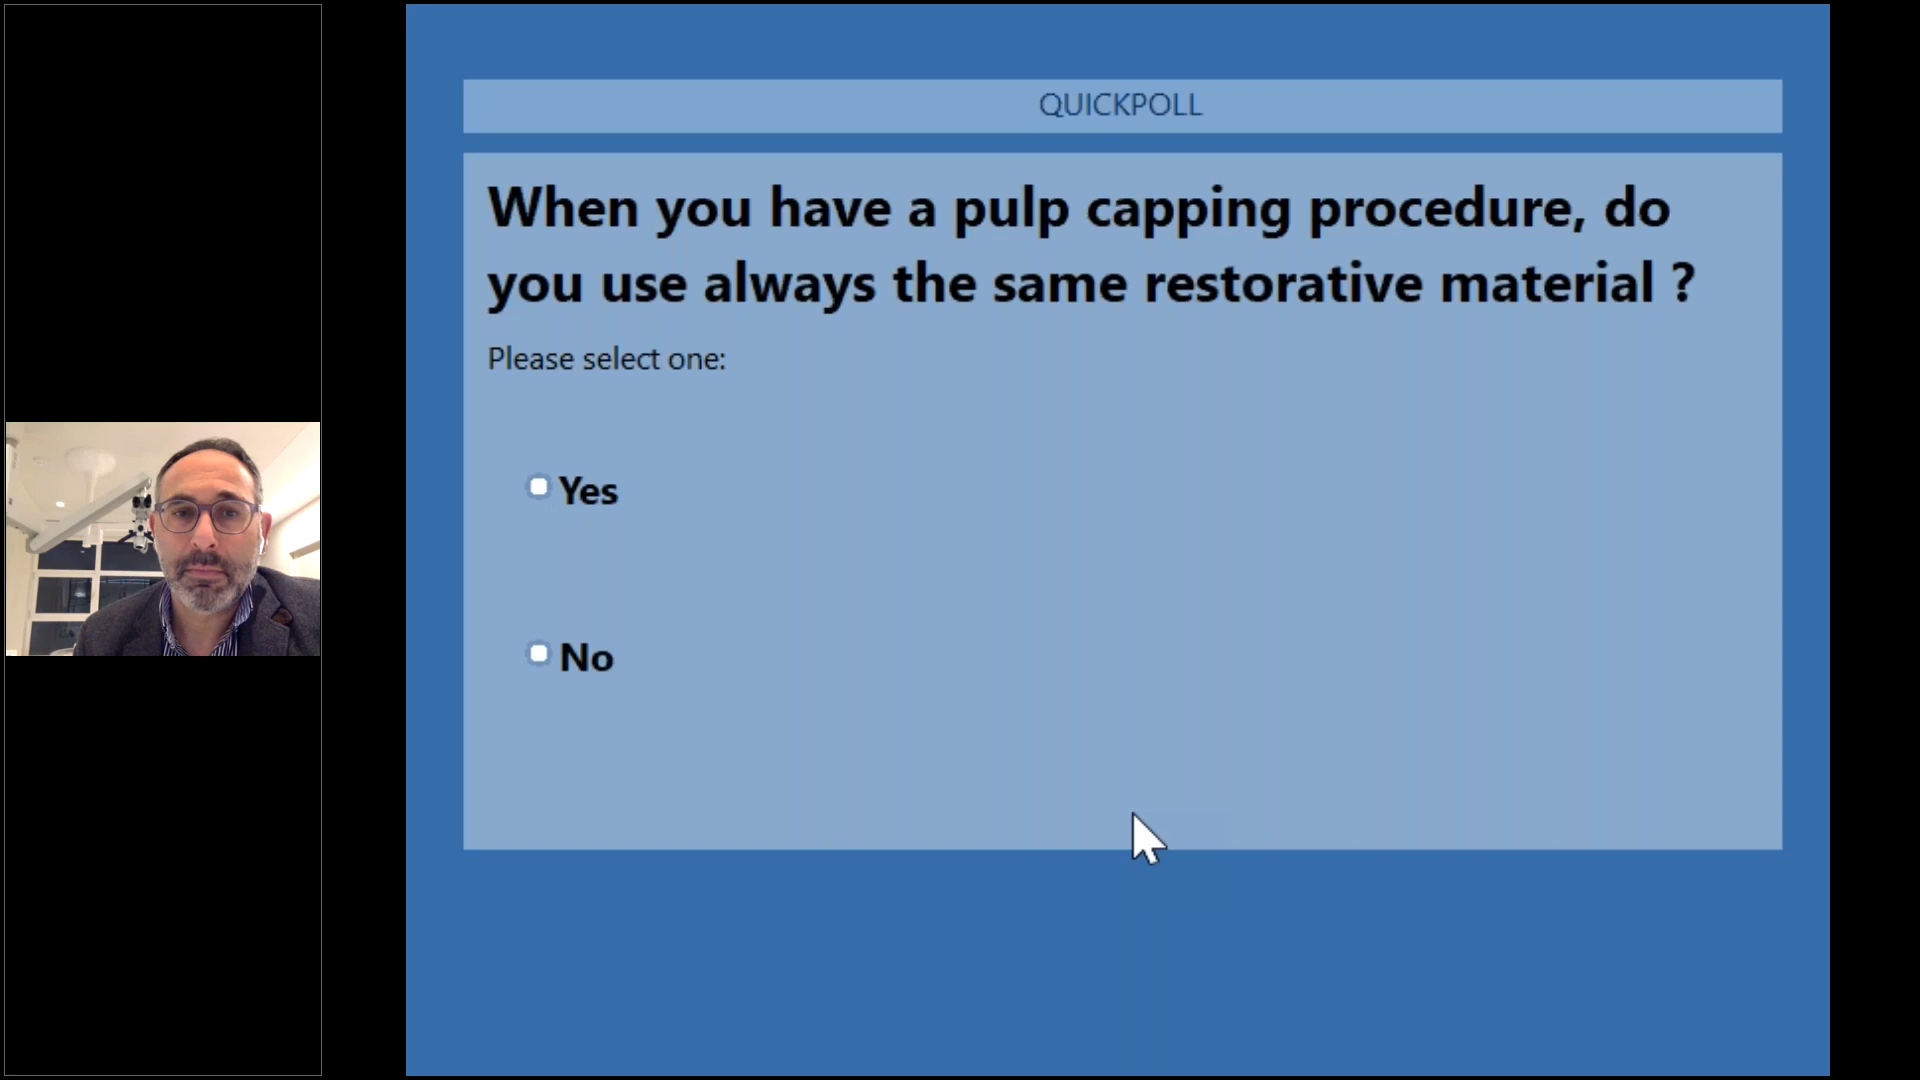 QUICKPOLL
When you have a pulp capping procedure, do
you use always the same restorative material ?
Please select one:
Yes
No